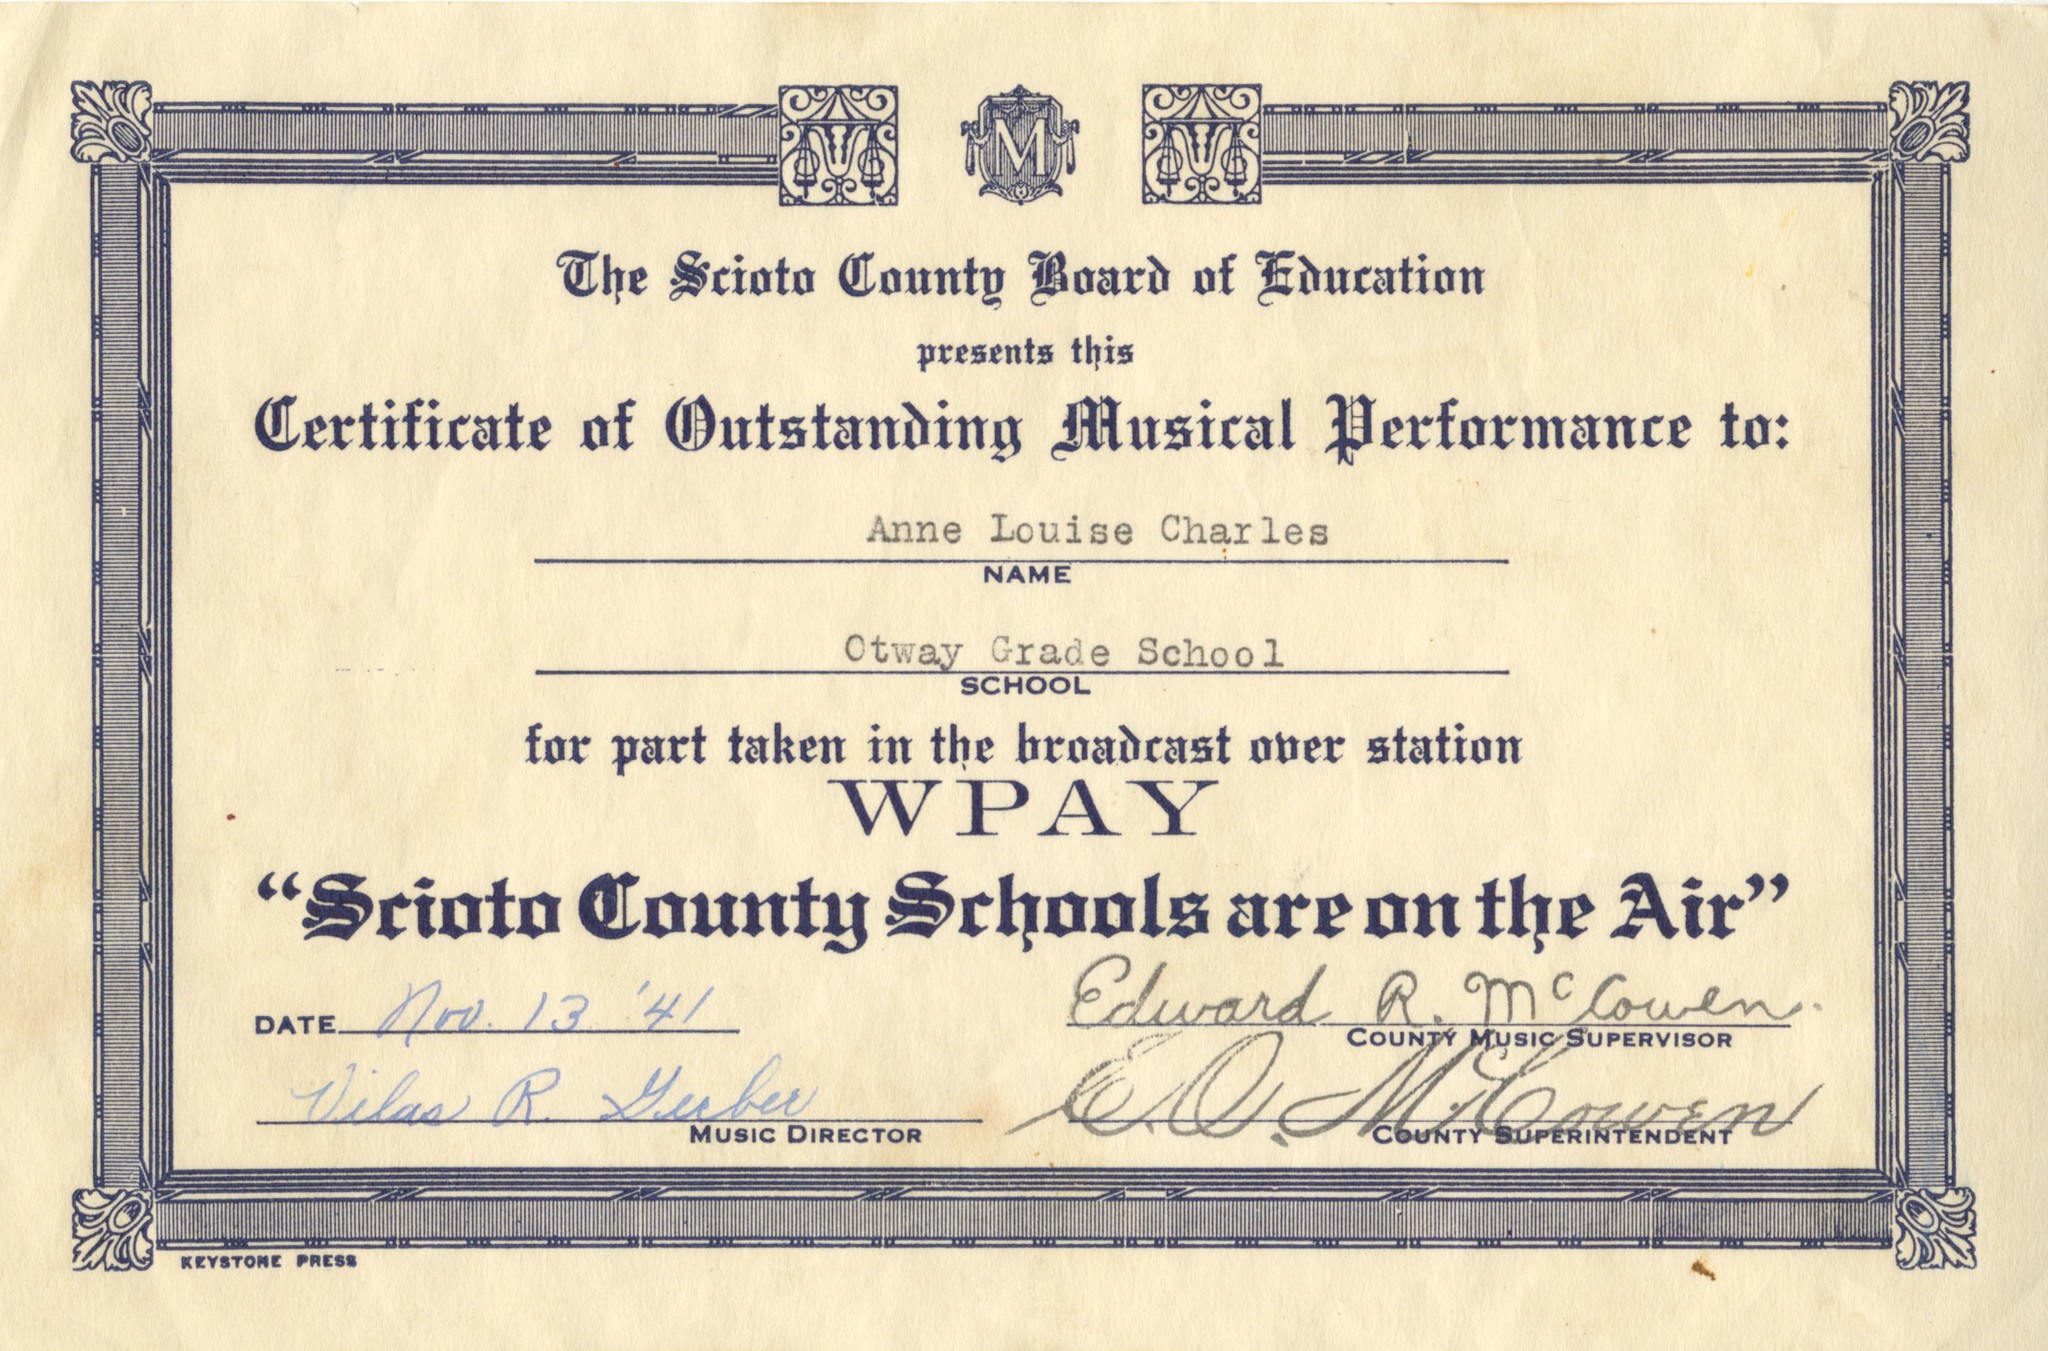 M
The Scioto County Board of Education
presents this
Certificate of Outstanding Musical Performance to:
Anne Louise Charles
NAME
Otway Grade School
SCHOOL
for part taken in the broadcast over station
WPAY
“Scioto County Schools are on the Air”
DATE Nov. 13 '41
Edward R. McCowen.
COUNTY MUSIC SUPERVISOR
Vilas R. Gerber
MUSIC DIRECTOR
E. O. McCowen
COUNTY SUPERINTENDENT
KEYSTONE PRESS